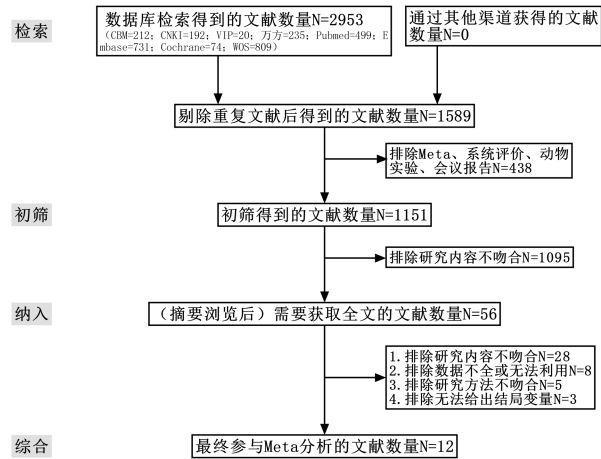 检索
数据库检索得到的文献数量N=2953
(CBM=212; CNKI=192; VIP=20; 万方=235; Pubmed=499; E
mbase=731; Cochrane=74; WOS=809)
通过其他渠道获得的文献
数量N=0
剔除重复文献后得到的文献数量N=1589
排除Meta、系统评价、动物
实验、会议报告N=438
初筛
初筛得到的文献数量N=1151
排除研究内容不吻合N=1095
纳入
(摘要浏览后)需要获取全文的文献数量N=56
1. 排除研究内容不吻合N=28
2. 排除数据不全或无法利用N=8
3. 排除研究方法不吻合N=5
4. 排除无法给出结局变量N=3
综合
最终参与Meta分析的文献数量N=12